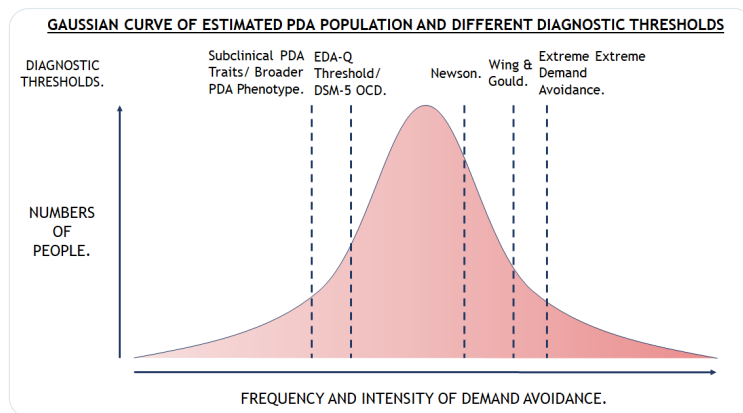 GAUSSIAN CURVE OF ESTIMATED PDA POPULATION AND DIFFERENT DIAGNOSTIC THRESHOLDS
DIAGNOSTIC
THRESHOLDS.
Subclinical PDA
Traits/ Broader
PDA Phenotype.
EDA-Q
Threshold/
DSM-5 OCD.
Newson.
Wing &
Gould.
Extreme Extreme
Demand
Avoidance.
NUMBERS
OF
PEOPLE.
FREQUENCY AND INTENSITY OF DEMAND AVOIDANCE.